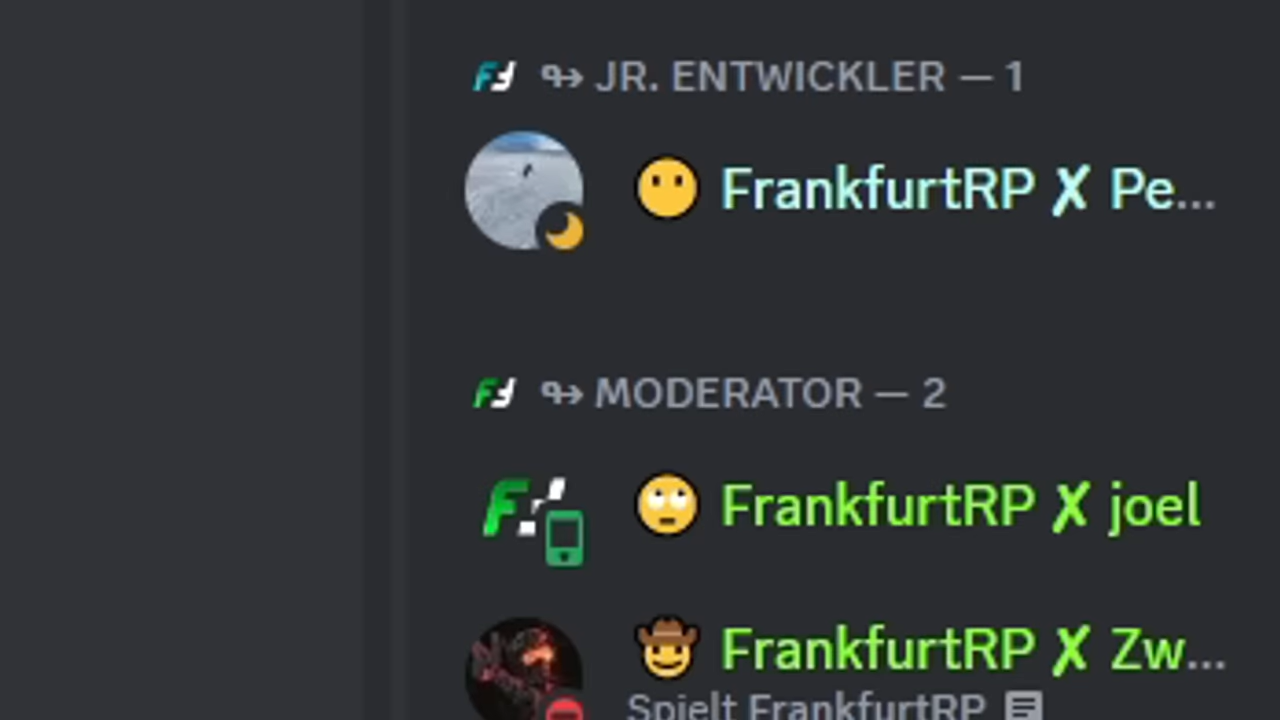 JR. ENTWICKLER — 1
😶 FrankfurtRP ✗ Pe...
MODERATOR — 2
🙄 FrankfurtRP ✗ joel
🤠 FrankfurtRP ✗ Zw...
Spielt FrankfurtRP